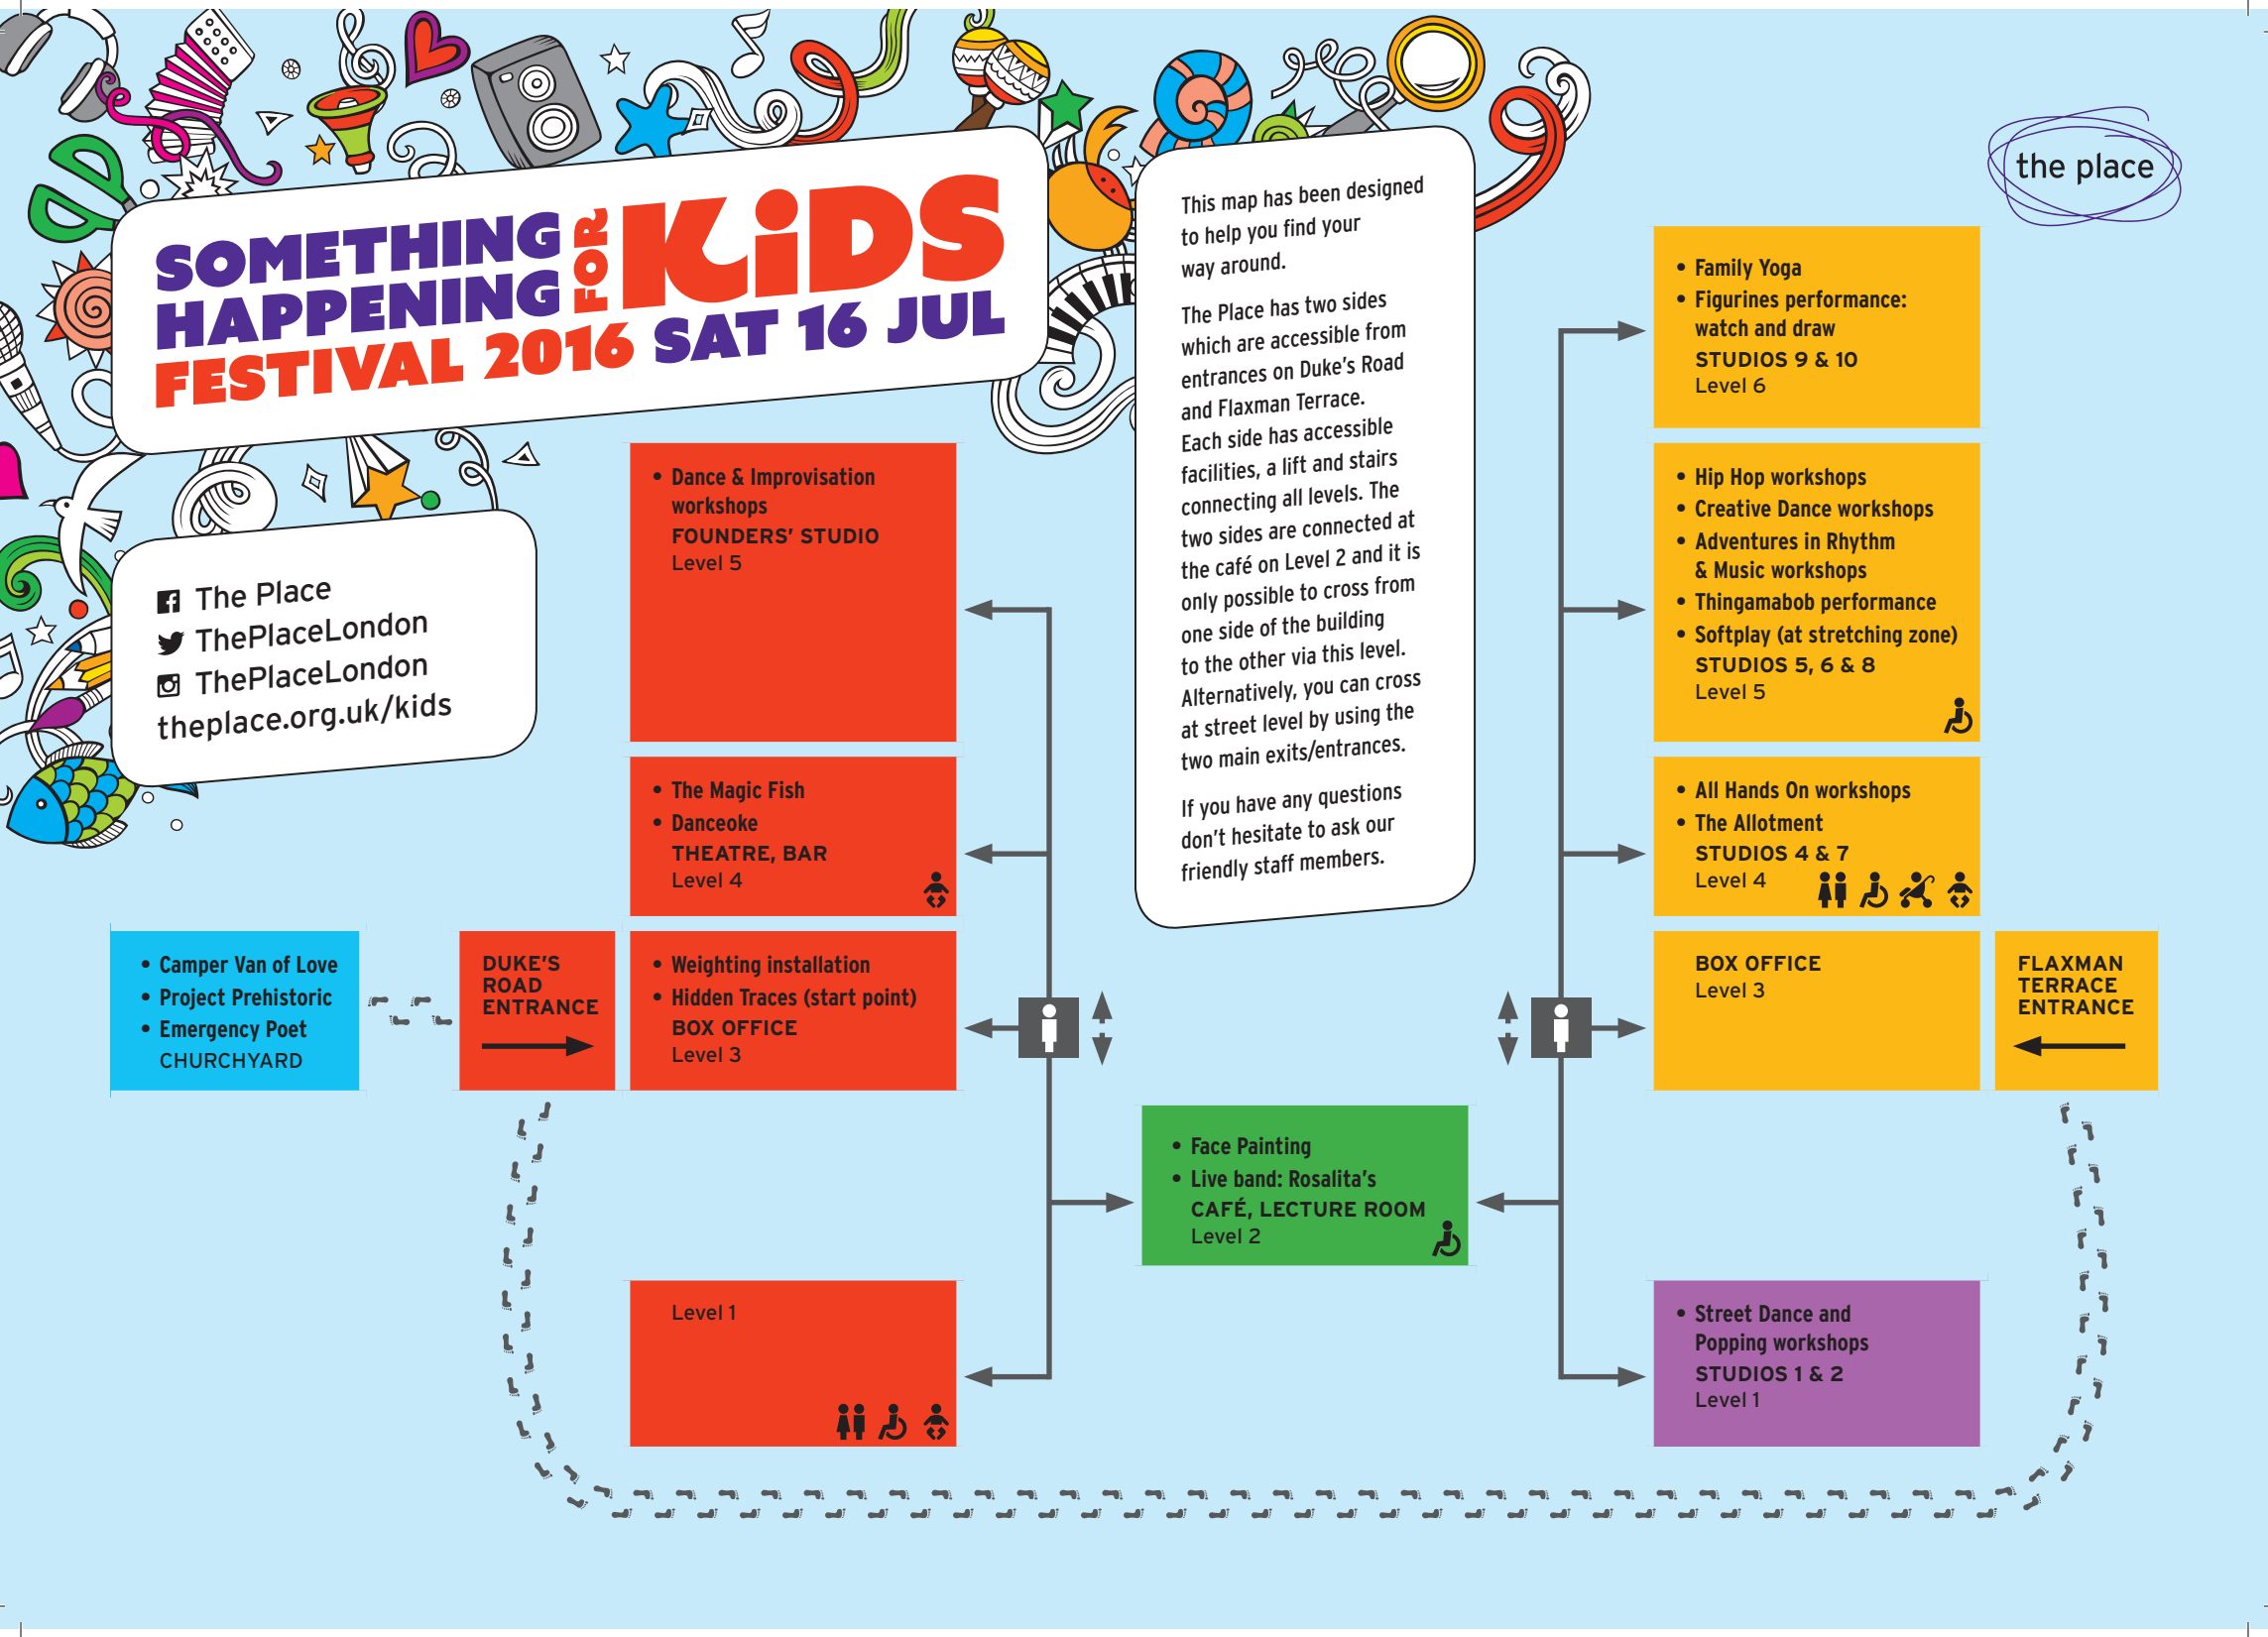 SOMETHING
HAPPENING
FOR
KiDS
FESTIVAL 2016 SAT 16 JUL
The Place
ThePlaceLondon
ThePlaceLondon
theplace.org.uk/kids
This map has been designed
to help you find your
way around.
The Place has two sides
which are accessible from
entrances on Duke's Road
and Flaxman Terrace.
Each side has accessible
facilities, a lift and stairs
connecting all levels. The
two sides are connected at
the café on Level 2 and it is
only possible to cross from
one side of the building
to the other via this level.
Alternatively, you can cross
at street level by using the
two main exits/entrances.
If you have any questions
don't hesitate to ask our
friendly staff members.
the place
• Dance & Improvisation
workshops
FOUNDERS' STUDIO
Level 5
• The Magic Fish
• Danceoke
THEATRE, BAR
Level 4
• Camper Van of Love
• Project Prehistoric
• Emergency Poet
CHURCHYARD
DUKE'S
ROAD
ENTRANCE
• Weighting installation
• Hidden Traces (start point)
BOX OFFICE
Level 3
Level 1
• Face Painting
• Live band: Rosalita's
CAFÉ, LECTURE ROOM
Level 2
• Family Yoga
• Figurines performance:
watch and draw
STUDIOS 9 & 10
Level 6
• Hip Hop workshops
• Creative Dance workshops
• Adventures in Rhythm
& Music workshops
• Thingamabob performance
• Softplay (at stretching zone)
STUDIOS 5, 6 & 8
Level 5
• All Hands On workshops
• The Allotment
STUDIOS 4 & 7
Level 4
BOX OFFICE
Level 3
FLAXMAN
TERRACE
ENTRANCE
• Street Dance and
Popping workshops
STUDIOS 1 & 2
Level 1